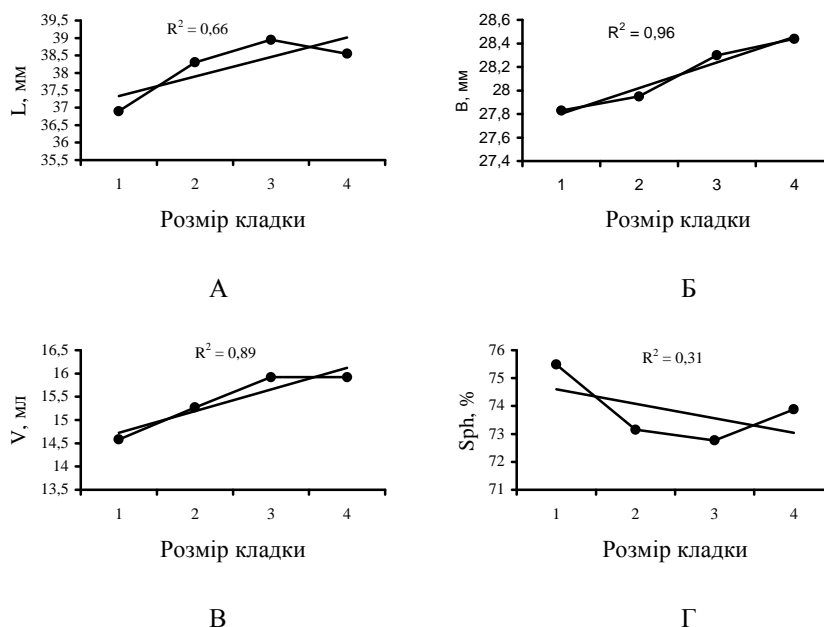 39,5
39
38,5
38
37,5
37
36,5
36
35,5
L, мм
R² = 0,66
1 2 3 4
Розмір кладки
А
28,6
28,4
28,2
28
27,8
27,6
27,4
В, мм
R² = 0,96
1 2 3 4
Розмір кладки
Б
16,5
16
15,5
15
14,5
14
13,5
V, мл
R² = 0,89
1 2 3 4
Розмір кладки
В
76
75
74
73
72
71
Sph, %
R² = 0,31
1 2 3 4
Розмір кладки
Г